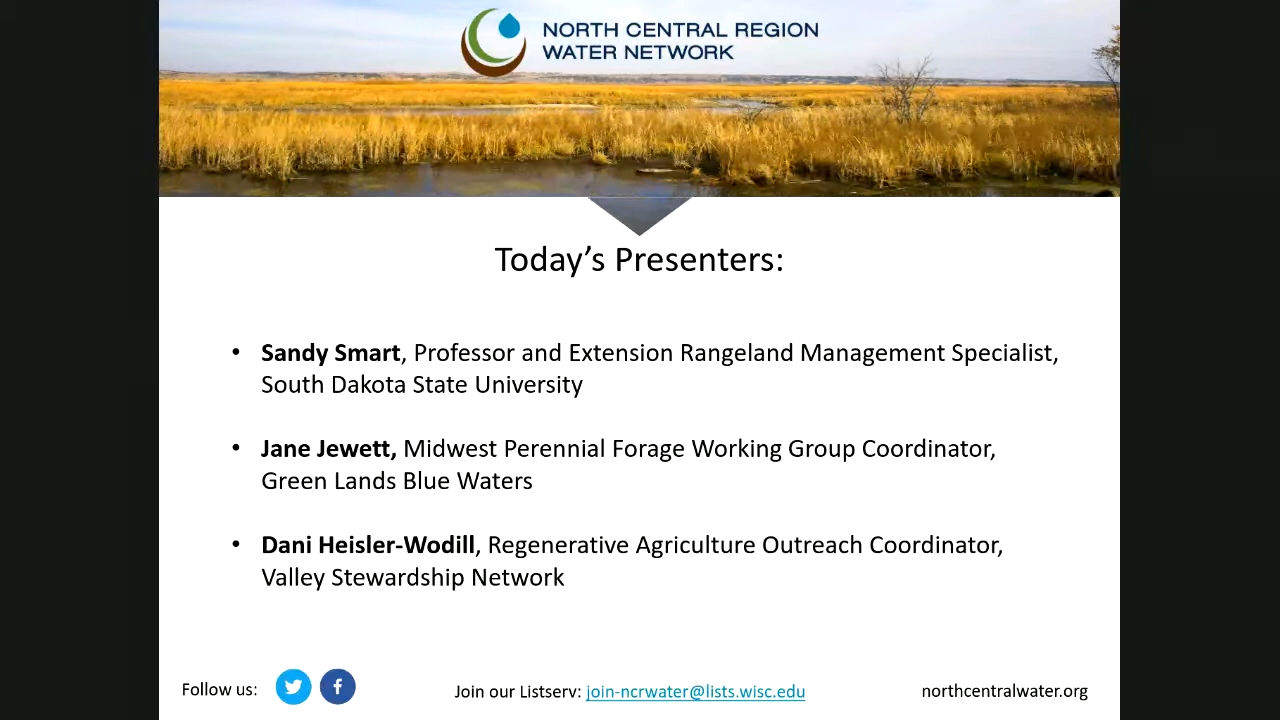 NORTH CENTRAL REGION
WATER NETWORK
Today’s Presenters:
• Sandy Smart, Professor and Extension Rangeland Management Specialist,
South Dakota State University
• Jane Jewett, Midwest Perennial Forage Working Group Coordinator,
Green Lands Blue Waters
• Dani Heisler-Wodill, Regenerative Agriculture Outreach Coordinator,
Valley Stewardship Network
Follow us:
Join our Listserv: join-ncrwater@lists.wisc.edu
northcentralwater.org